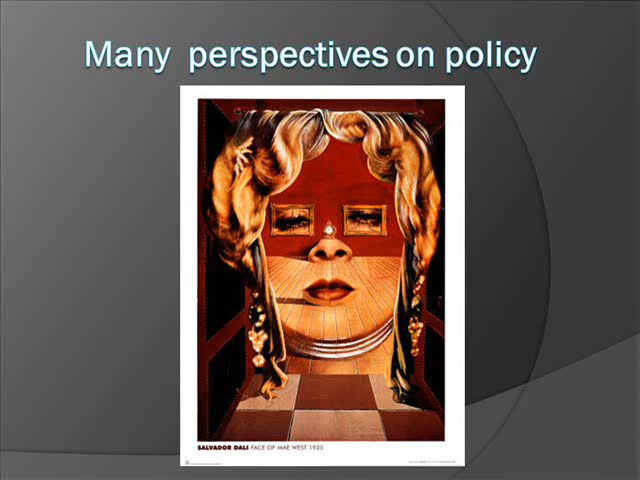 Many perspectives on policy
SALVADOR DALI FACE OF MAE WEST 1935